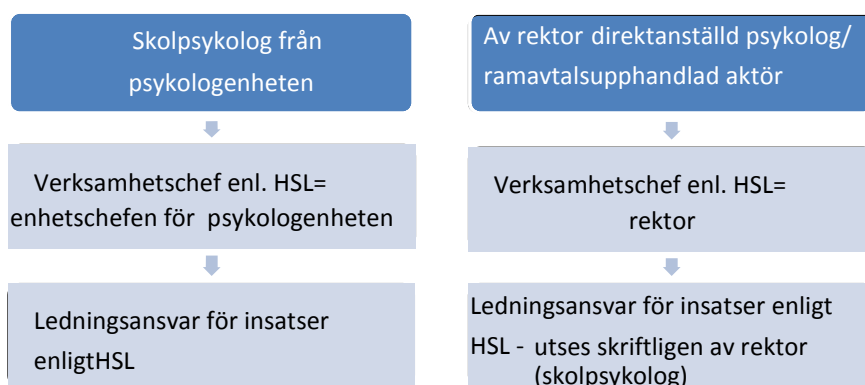 Skolpsykolog från
psykologenheten
Verksamhetschef enl. HSL=
enhetschefen för psykologenheten
Ledningsansvar för insatser
enligtHSL
Av rektor direktanställd psykolog/
ramavtalsupphandlad aktör
Verksamhetschef enl. HSL=
rektor
Ledningsansvar för insatser enligt
HSL - utses skriftligen av rektor
(skolpsykolog)